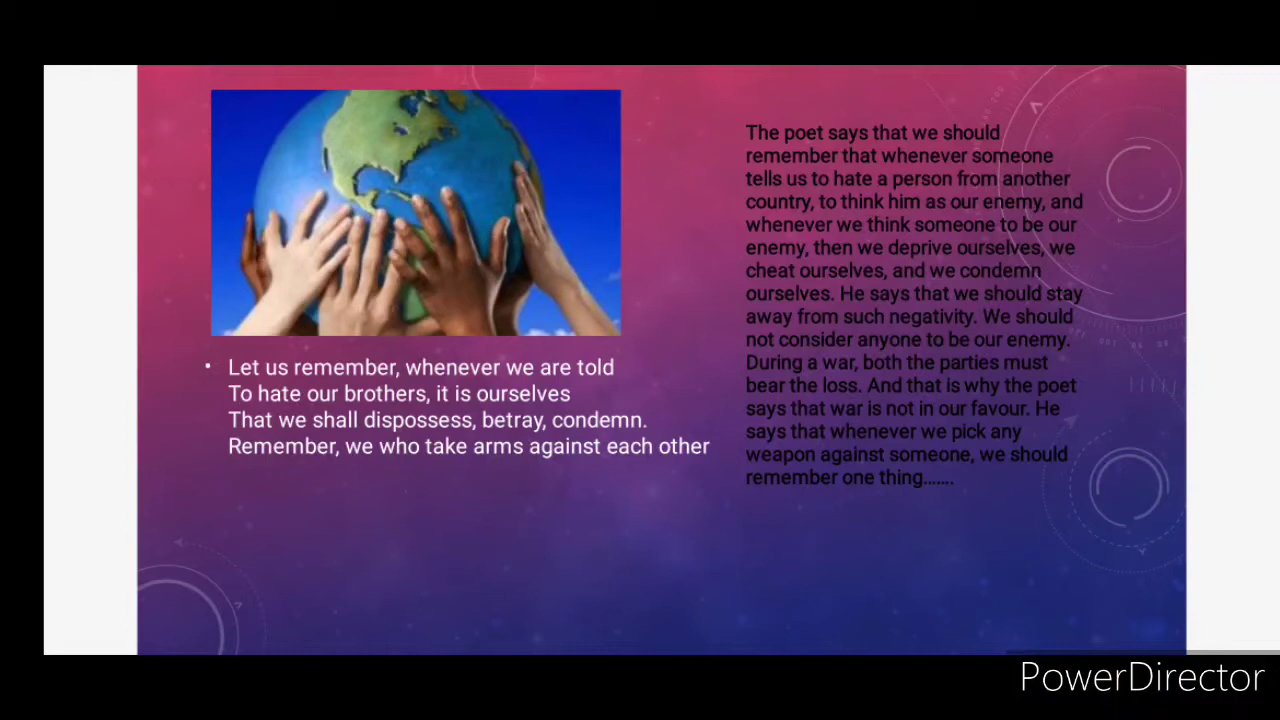 • Let us remember, whenever we are told
To hate our brothers, it is ourselves
That we shall dispossess, betray, condemn.
Remember, we who take arms against each other
The poet says that we should
remember that whenever someone
tells us to hate a person from another
country, to think him as our enemy, and
whenever we think someone to be our
enemy, then we deprive ourselves, we
cheat ourselves, and we condemn
ourselves. He says that we should stay
away from such negativity. We should
not consider anyone to be our enemy.
During a war, both the parties must
bear the loss. And that is why the poet
says that war is not in our favour. He
says that whenever we pick any
weapon against someone, we should
remember one thing.......
PowerDirector